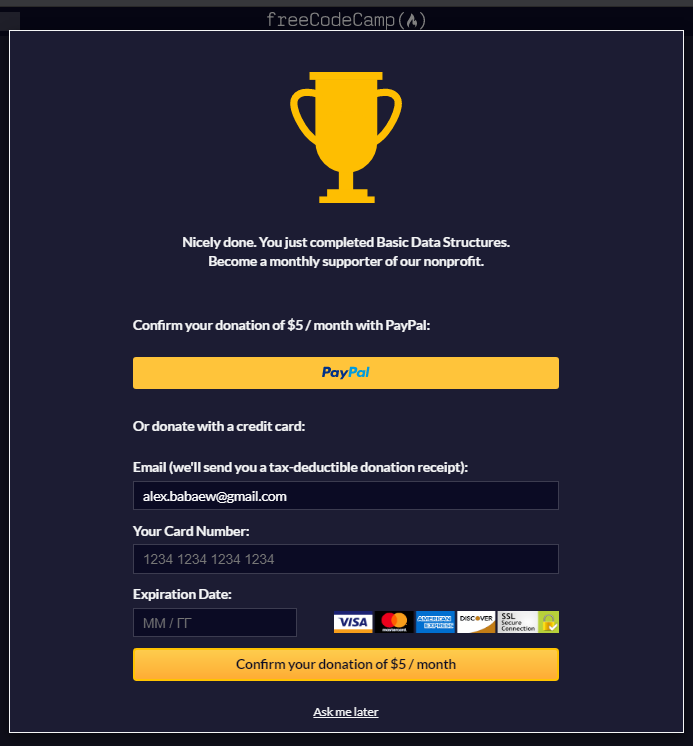 freeCodeCamp(🔥)
Nicely done. You just completed Basic Data Structures.
Become a monthly supporter of our nonprofit.
Confirm your donation of $5 / month with PayPal:
PayPal
Or donate with a credit card:
Email (we'll send you a tax-deductible donation receipt):
alex.babaew@gmail.com
Your Card Number:
1234 1234 1234 1234
Expiration Date:
MM / ГГ
VISA mastercard AMERICAN EXPRESS DISCOVER SSL Secure Connection
Confirm your donation of $5 / month
Ask me later